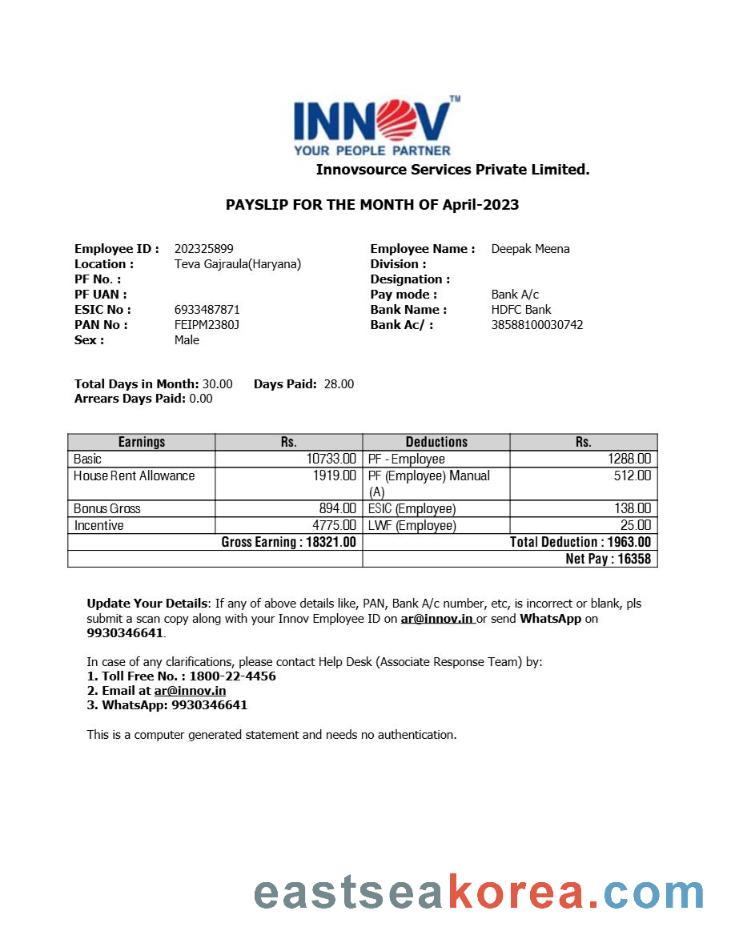 INNOV™
YOUR PEOPLE PARTNER
Innovsource Services Private Limited.
PAYSLIP FOR THE MONTH OF April-2023
Employee ID : 202325899 Employee Name : Deepak Meena
Location : Teva Gajraula(Haryana) Division :
PF No. : Designation :
PF UAN : Pay mode : Bank A/c
ESIC No : 6933487871 Bank Name : HDFC Bank
PAN No : FEIPM2380J Bank Ac/ : 38588100030742
Sex : Male
Total Days in Month: 30.00 Days Paid: 28.00
Arrears Days Paid: 0.00
Earnings Rs. Deductions Rs.
Basic 10733.00 PF - Employee 1288.00
House Rent Allowance 1919.00 PF (Employee) Manual 512.00
(A)
Bonus Gross 894.00 ESIC (Employee) 138.00
Incentive 4775.00 LWF (Employee) 25.00
Gross Earning : 18321.00 Total Deduction : 1963.00
Net Pay : 16358
Update Your Details: If any of above details like, PAN, Bank A/c number, etc, is incorrect or blank, pls
submit a scan copy along with your Innov Employee ID on ar@innov.in or send WhatsApp on
9930346641.
In case of any clarifications, please contact Help Desk (Associate Response Team) by:
1. Toll Free No. : 1800-22-4456
2. Email at ar@innov.in
3. WhatsApp: 9930346641
This is a computer generated statement and needs no authentication.
eastseakorea.com